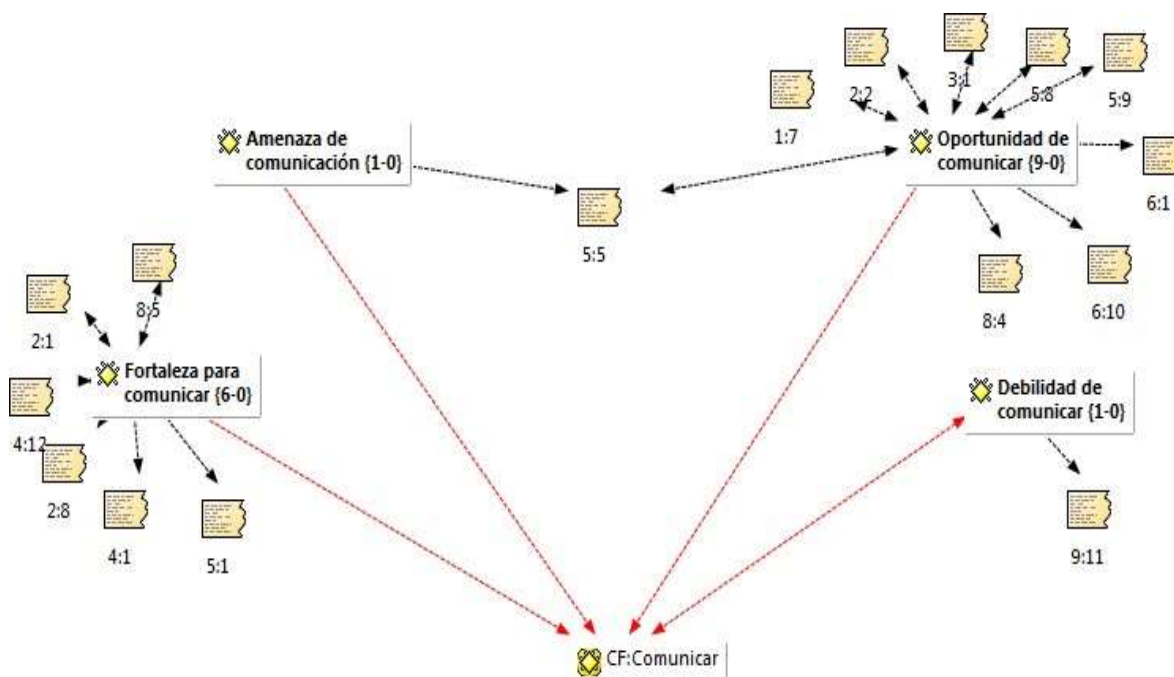 3:1
2:2
5:8
5:9
1:7
Amenaza de
comunicación {1-0}
Oportunidad de
comunicar {9-0}
6:1
5:5
8:5
2:1
8:4
6:10
Fortaleza para
comunicar {6-0}
Debilidad de
comunicar {1-0}
4:12
2:8
4:1
5:1
9:11
CF:Comunicar